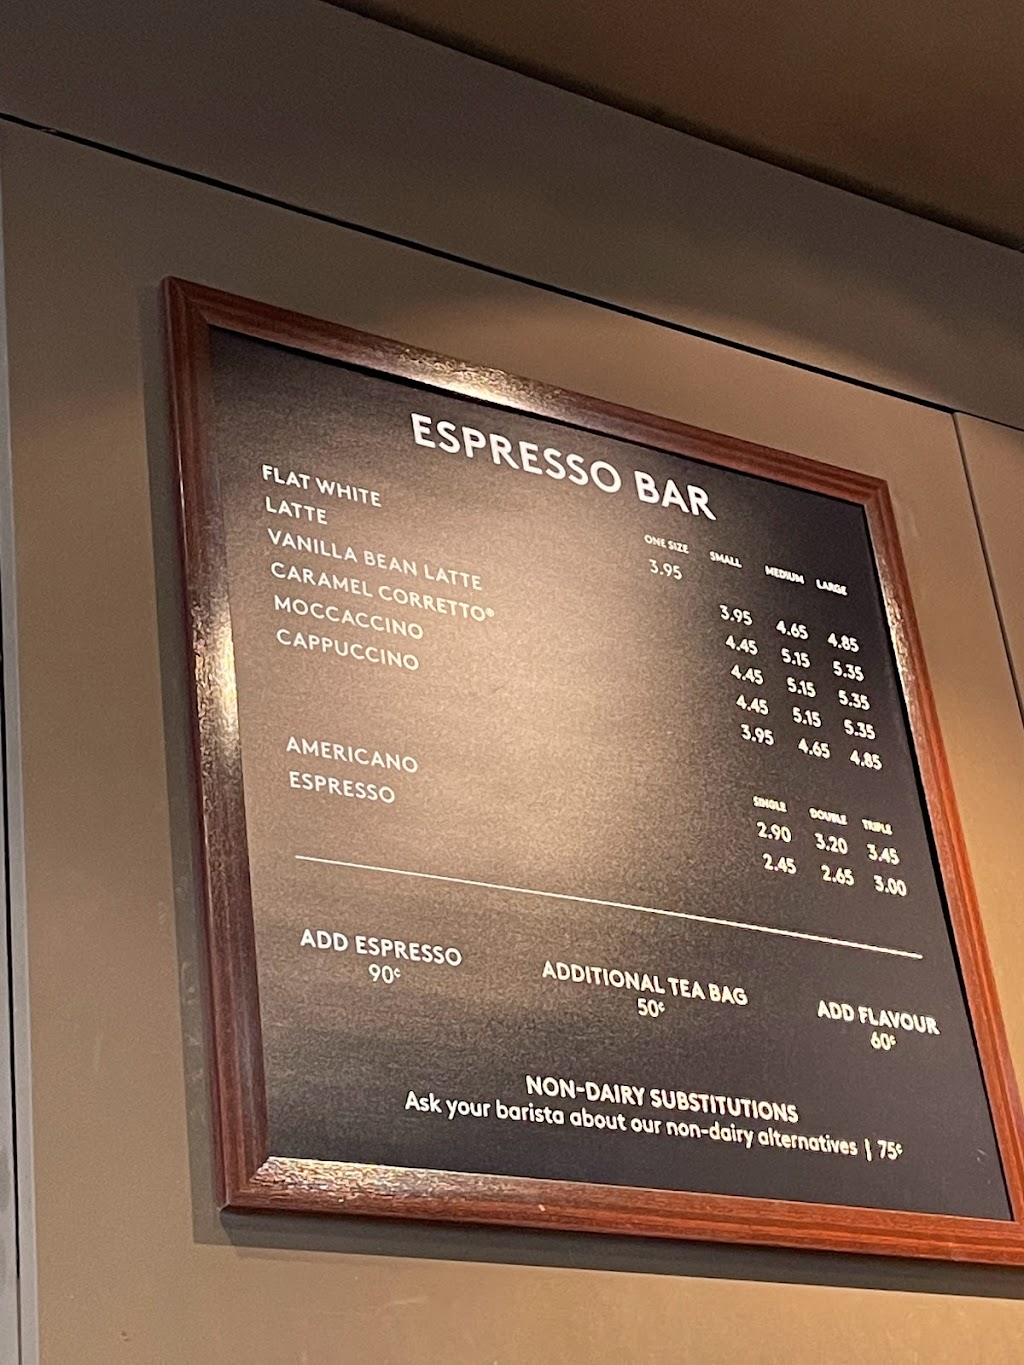 ESPRESSO BAR
ONE SIZE SMALL MEDIUM LARGE
FLAT WHITE 3.95
LATTE 3.95 4.65 4.85
VANILLA BEAN LATTE 4.45 5.15 5.35
CARAMEL CORRETTO® 4.45 5.15 5.35
MOCCACCINO 4.45 5.15 5.35
CAPPUCCINO 3.95 4.65 4.85
SINGLE DOUBLE TRIPLE
AMERICANO 2.90 3.20 3.45
ESPRESSO 2.45 2.65 3.00
ADD ESPRESSO
90¢
ADDITIONAL TEA BAG
50¢
ADD FLAVOUR
60¢
NON-DAIRY SUBSTITUTIONS
Ask your barista about our non-dairy alternatives | 75¢